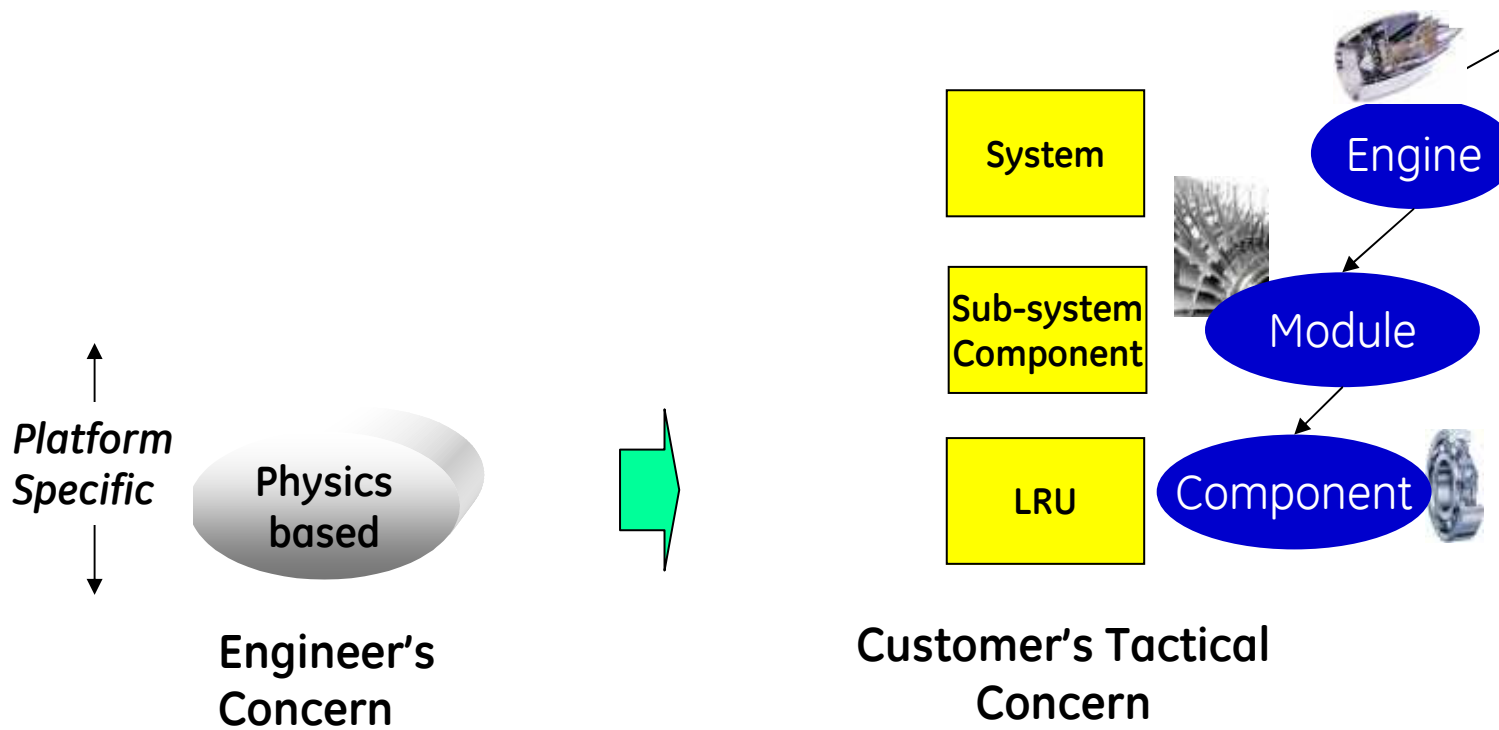 System
Engine
Sub-system
Component
Module
Platform
Specific
Physics
based
LRU
Component
Engineer's
Concern
Customer's Tactical
Concern